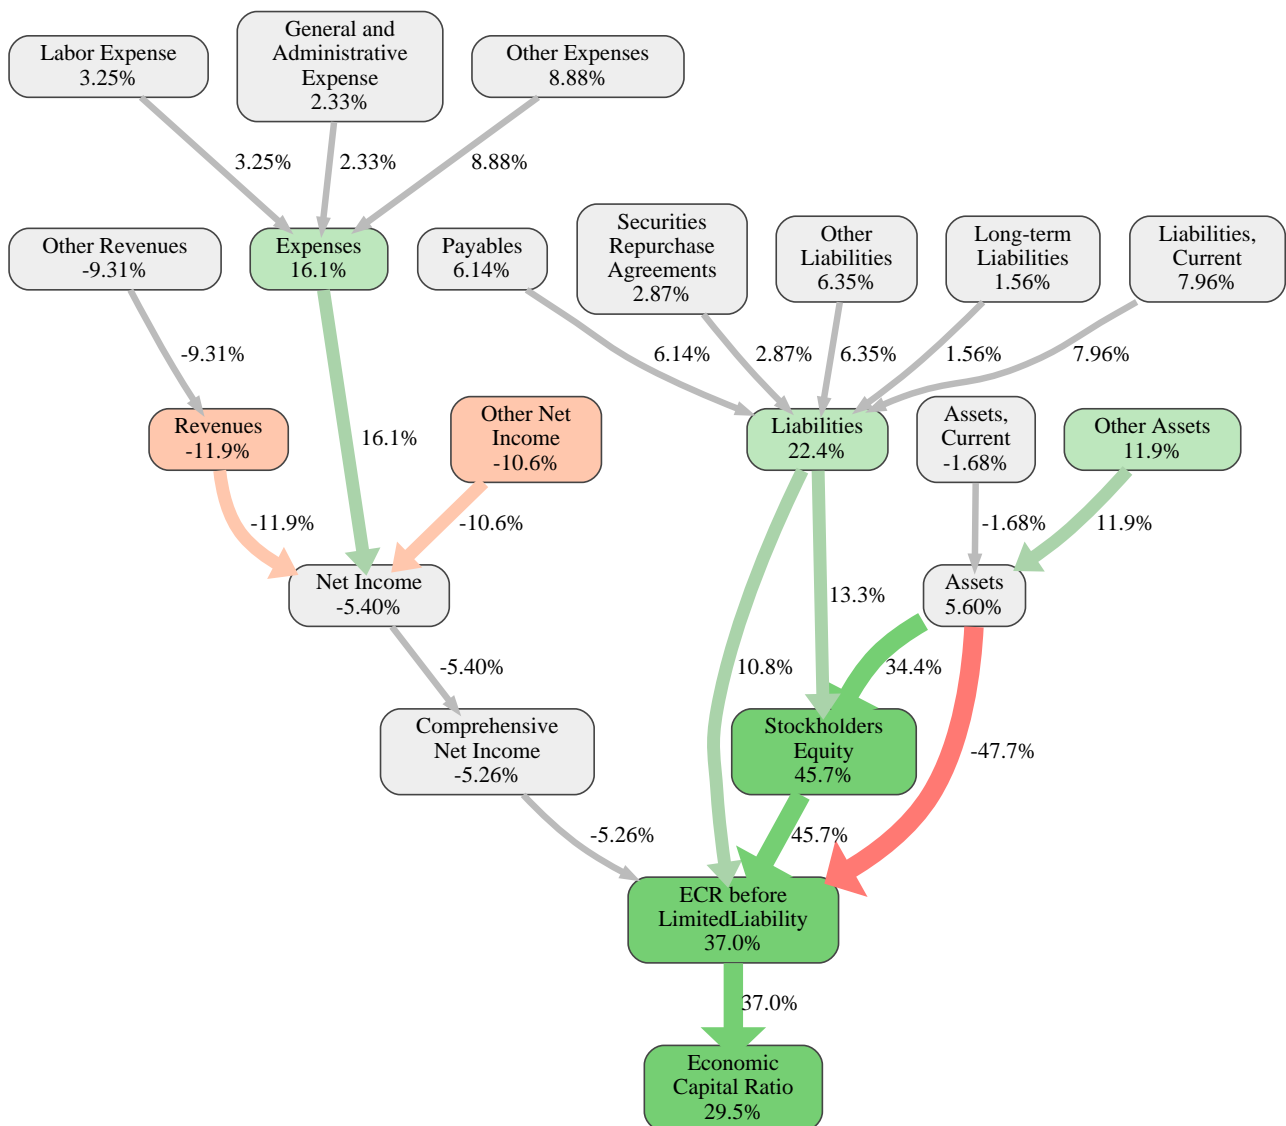 Labor Expense
3.25%
General and
Administrative
Expense
2.33%
Other Expenses
8.88%
3.25%
2.33%
8.88%
Other Revenues
-9.31%
Expenses
16.1%
Payables
6.14%
Securities
Repurchase
Agreements
2.87%
Other
Liabilities
6.35%
Long-term
Liabilities
1.56%
Liabilities,
Current
7.96%
-9.31%
6.14%
2.87%
6.35%
1.56%
7.96%
Revenues
-11.9%
16.1%
Other Net
Income
-10.6%
Liabilities
22.4%
Assets,
Current
-1.68%
Other Assets
11.9%
-11.9%
-10.6%
-1.68%
11.9%
Net Income
-5.40%
13.3%
Assets
5.60%
-5.40%
10.8%
34.4%
Comprehensive
Net Income
-5.26%
Stockholders
Equity
45.7%
-47.7%
-5.26%
45.7%
ECR before
LimitedLiability
37.0%
37.0%
Economic
Capital Ratio
29.5%